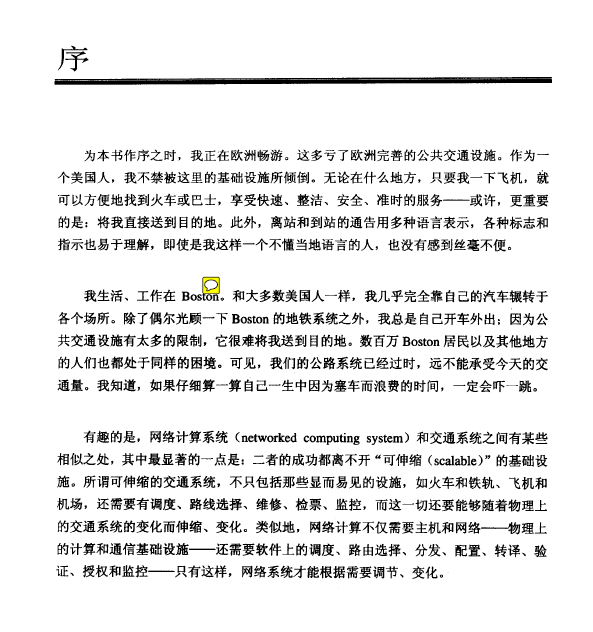 序
为本书作序之时，我正在欧洲畅游。这多亏了欧洲完善的公共交通设施。作为一
个美国人，我不禁被这里的基础设施所倾倒。无论在什么地方，只要我一下飞机，就
可以方便地找到火车或巴士，享受快速、整洁、安全、准时的服务——或许，更重要
的是：将我直接送到目的地。此外，离站和到站的通告用多种语言表示，各种标志和
指示也易于理解，即使是我这样一个不懂当地语言的人，也没有感到丝毫不便。
我生活、工作在 Boston。和大多数美国人一样，我几乎完全靠自己的汽车辗转于
各个场所。除了偶尔光顾一下 Boston 的地铁系统之外，我总是自己开车外出；因为公
共交通设施有太多的限制，它很难将我送到目的地。数百万 Boston 居民以及其他地方
的人们也都处于同样的困境。可见，我们的公路系统已经过时，远不能承受今天的交
通量。我知道，如果仔细算一算自己一生中因为塞车而浪费的时间，一定会吓一跳。
有趣的是，网络计算系统（networked computing system）和交通系统之间有某些
相似之处，其中最显著的一点是：二者的成功都离不开“可伸缩（scalable）”的基础设
施。所谓可伸缩的交通系统，不只包括那些显而易见的设施，如火车和铁轨、飞机和
机场，还需要有调度、路线选择、维修、检票、监控，而这一切还要能够随着物理上
的交通系统的变化而伸缩、变化。类似地，网络计算不仅需要主机和网络——物理上
的计算和通信基础设施——还需要软件上的调度、路由选择、分发、配置、转译、验
证、授权和监控——只有这样，网络系统才能根据需要调节、变化。